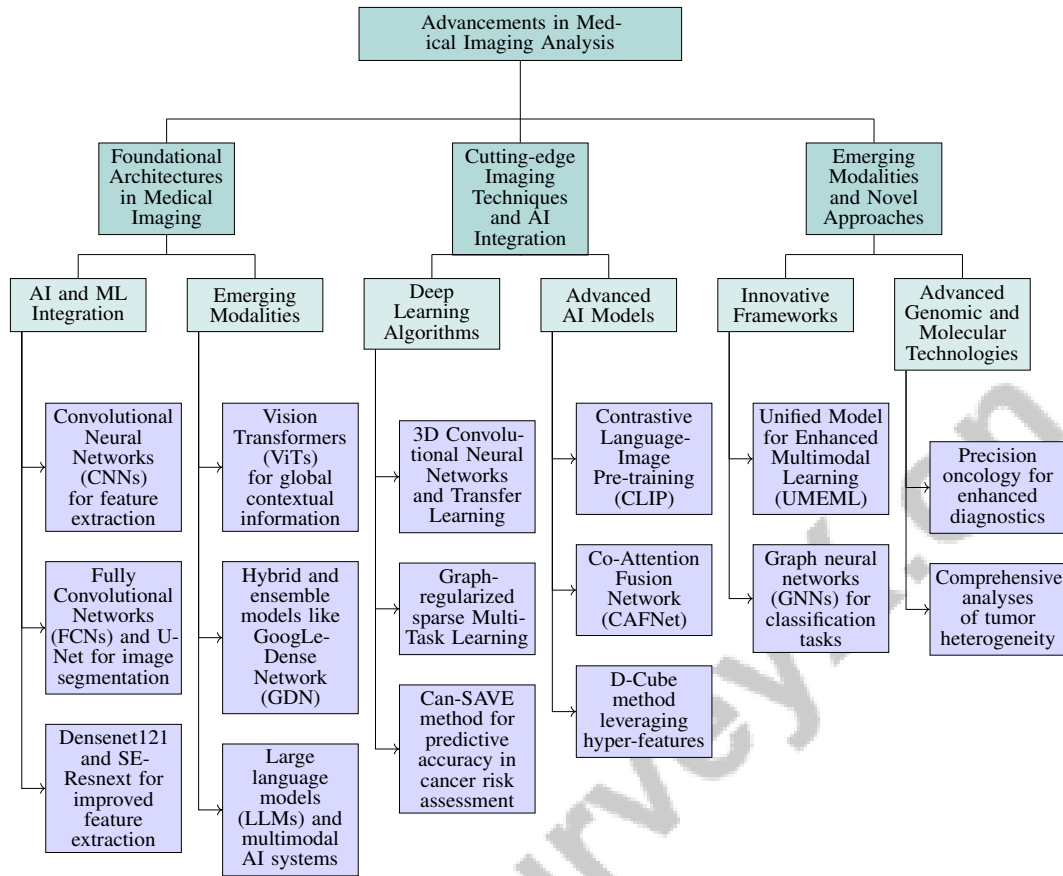 Advancements in Med-
ical Imaging Analysis
Foundational
Architectures
in Medical
Imaging
Cutting-edge
Imaging
Techniques
and AI
Integration
Emerging
Modalities
and Novel
Approaches
AI and ML
Integration
Emerging
Modalities
Deep
Learning
Algorithms
Advanced
AI Models
Innovative
Frameworks
Advanced
Genomic and
Molecular
Technologies
Convolutional
Neural
Networks
(CNNs)
for feature
extraction
Vision
Transformers
(ViTs)
for global
contextual
information
3D Convolu-
tional Neural
Networks
and Transfer
Learning
Contrastive
Language-
Image
Pre-training
(CLIP)
Unified Model
for Enhanced
Multimodal
Learning
(UMEML)
Precision
oncology for
enhanced
diagnostics
Fully
Convolutional
Networks
(FCNs) and U-
Net for image
segmentation
Hybrid and
ensemble
models like
GoogLe-
Dense
Network
(GDN)
Graph-
regularized
sparse Multi-
Task Learning
Co-Attention
Fusion
Network
(CAFNet)
Graph neural
networks
(GNNs) for
classification
tasks
Comprehensive
analyses
of tumor
heterogeneity
Densenet121
and SE-
Resnext for
improved
feature
extraction
Large
language
models
(LLMs) and
multimodal
AI systems
Can-SAVE
method for
predictive
accuracy in
cancer risk
assessment
D-Cube
method
leveraging
hyper-features